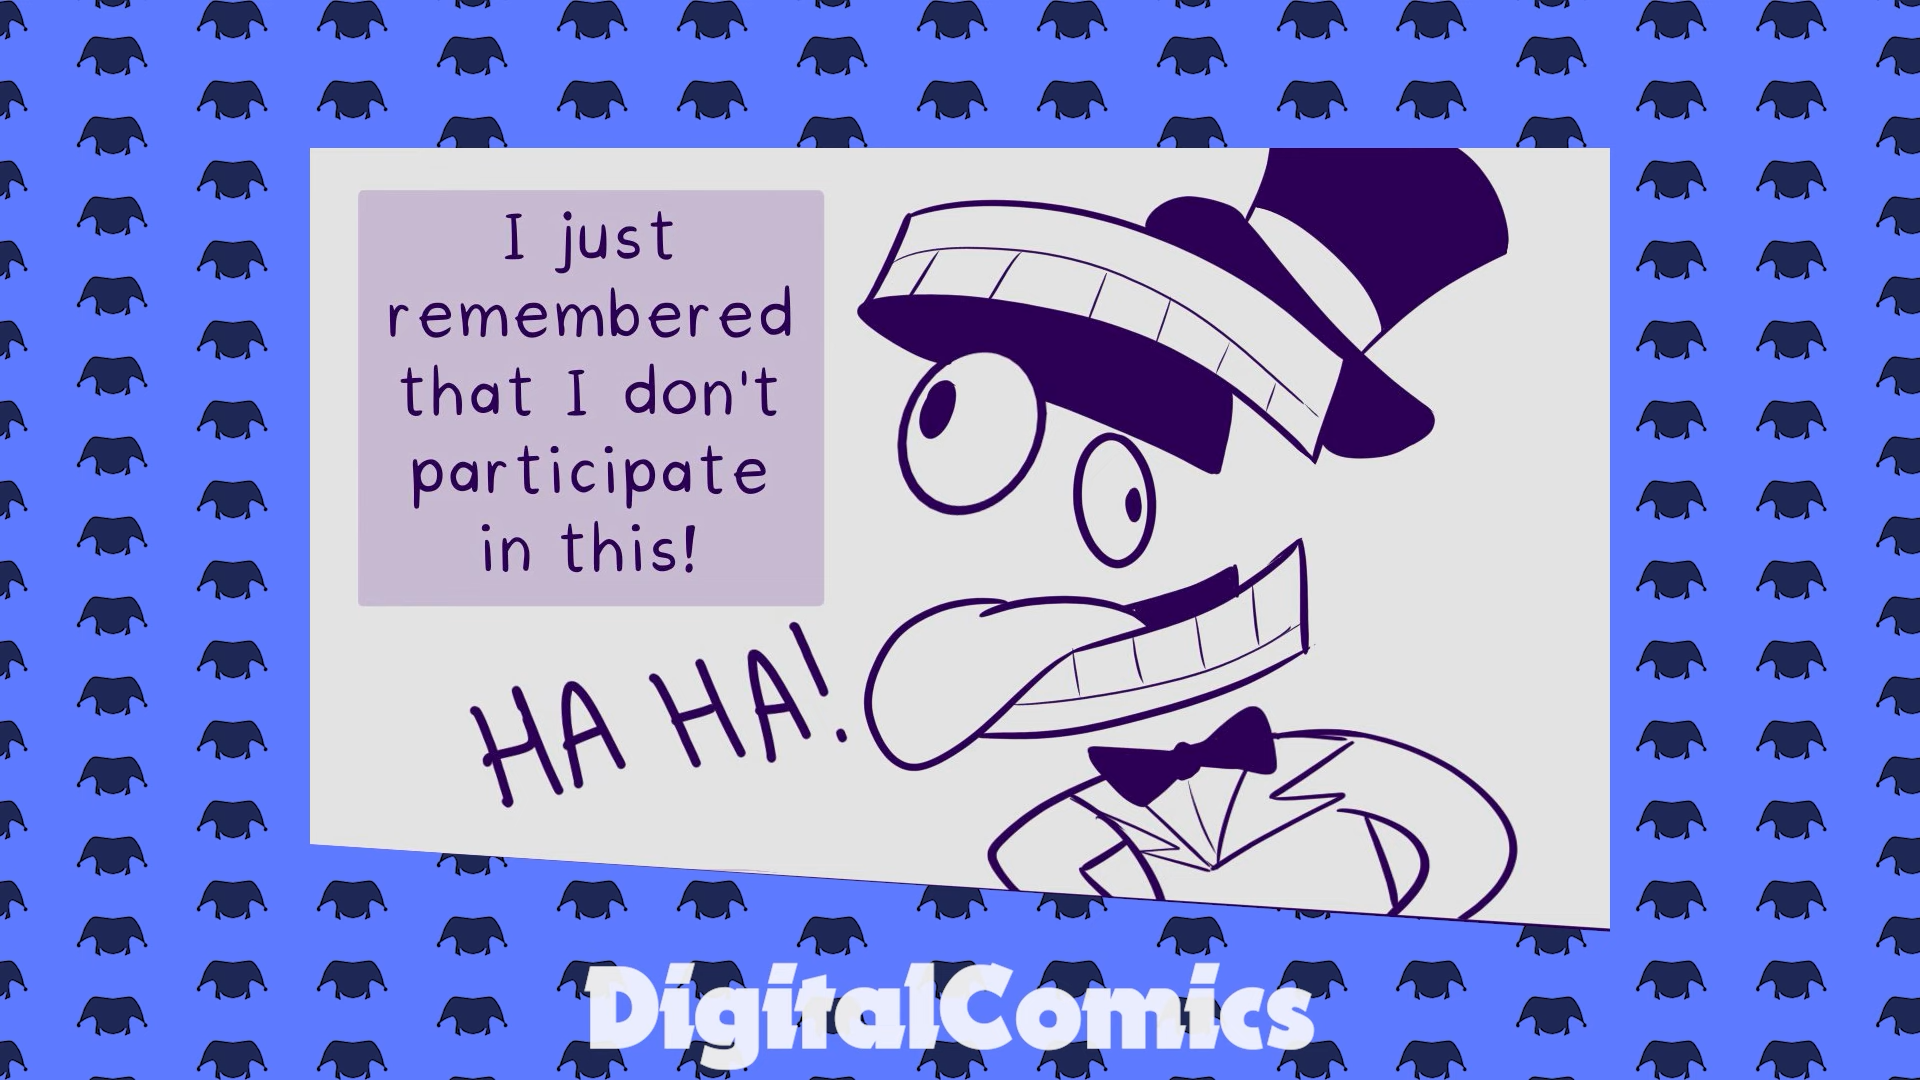 I just
remembered
that I don't
participate
in this!
HA HA!
DigitalComics